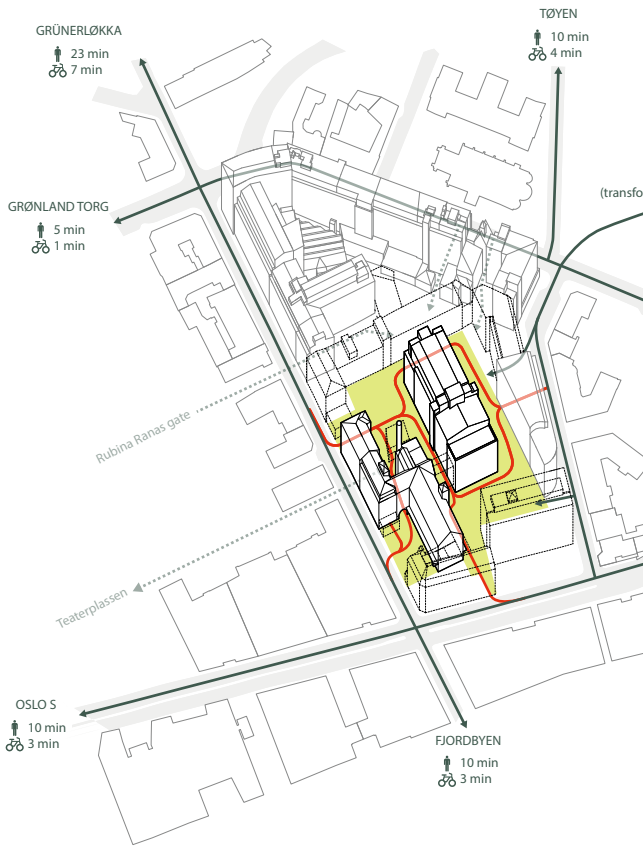 TØYEN
10 min
4 min
GRÜNERLØKKA
23 min
7 min
(transfo
GRØNLAND TORG
5 min
1 min
Rubina Ranas gate
Teaterplassen
OSLO S
10 min
3 min
FJORDBYEN
10 min
3 min